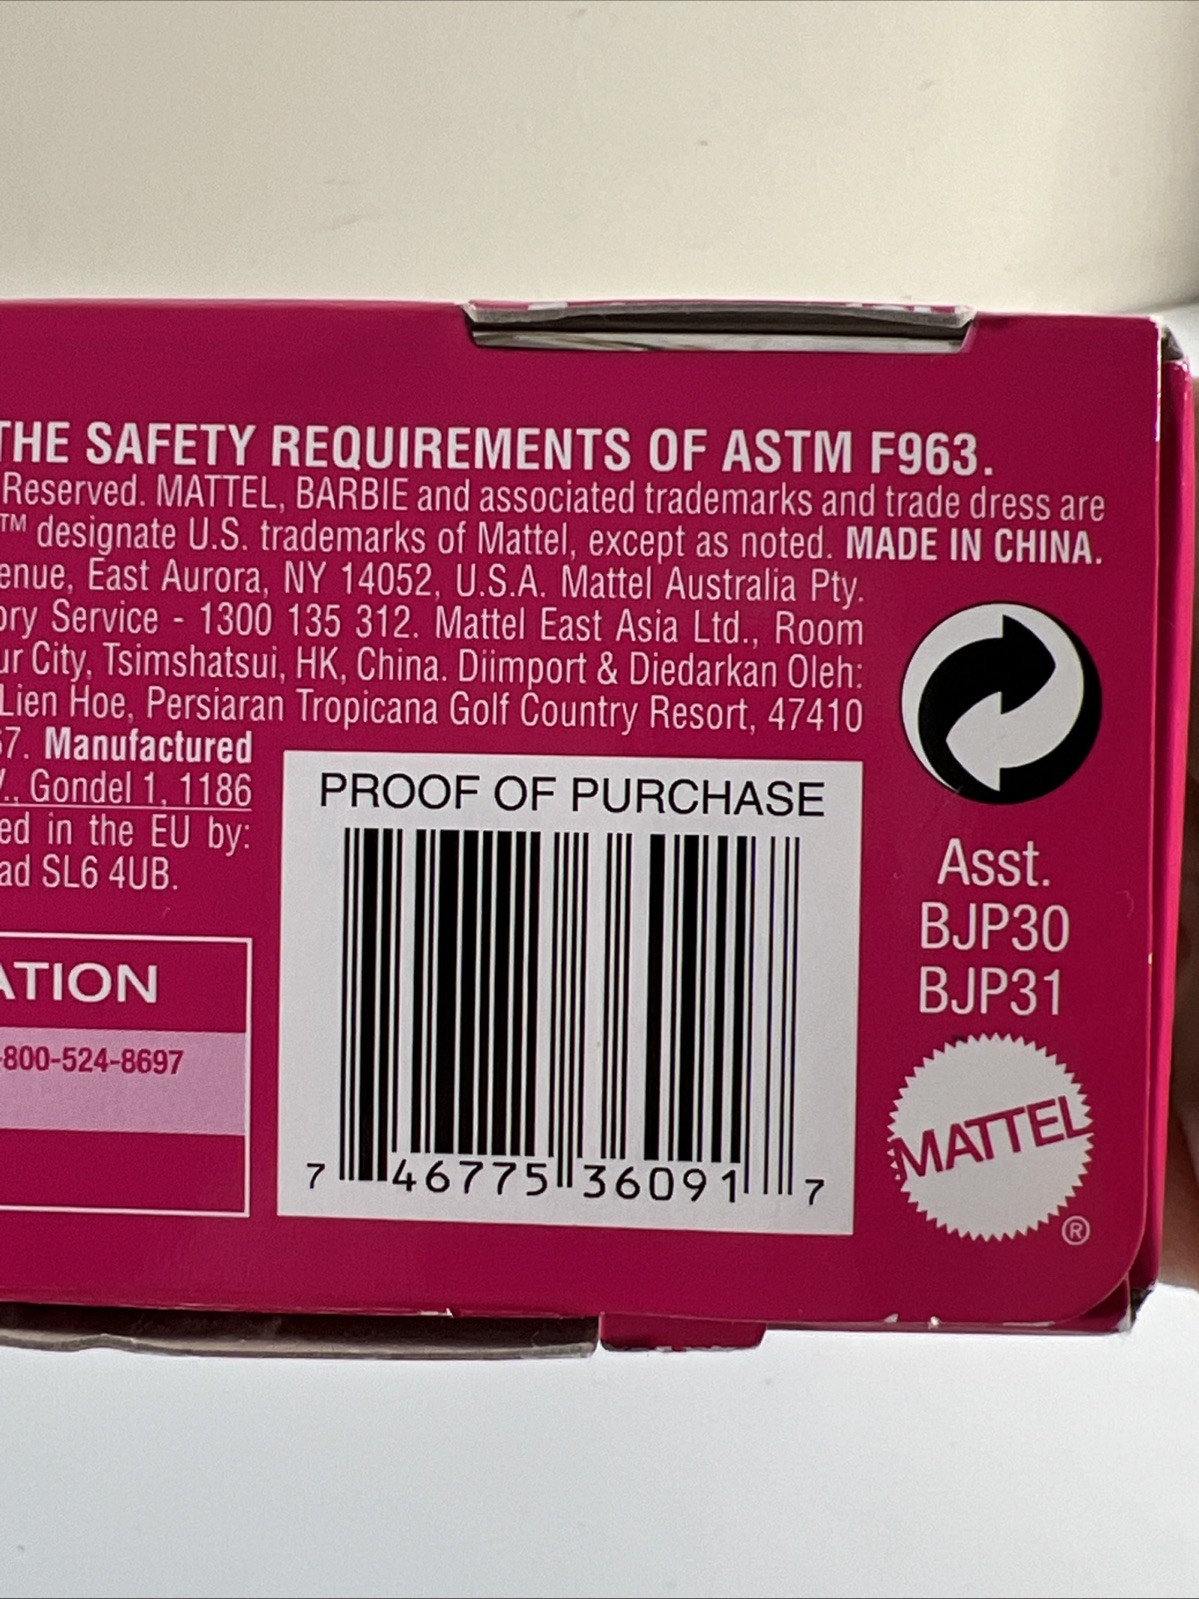 THE SAFETY REQUIREMENTS OF ASTM F963.
Reserved. MATTEL, BARBIE and associated trademarks and trade dress are
™ designate U.S. trademarks of Mattel, except as noted. MADE IN CHINA.
enue, East Aurora, NY 14052, U.S.A. Mattel Australia Pty.
ory Service - 1300 135 312. Mattel East Asia Ltd., Room
ur City, Tsimshatsui, HK, China. Diimport & Diedarkan Oleh:
Lien Hoe, Persiaran Tropicana Golf Country Resort, 47410
67. Manufactured
V., Gondel 1, 1186
ed in the EU by:
ad SL6 4UB.
ATION
-800-524-8697
PROOF OF PURCHASE
7 46775 36091 7
Asst.
BJP30
BJP31
MATTEL
®